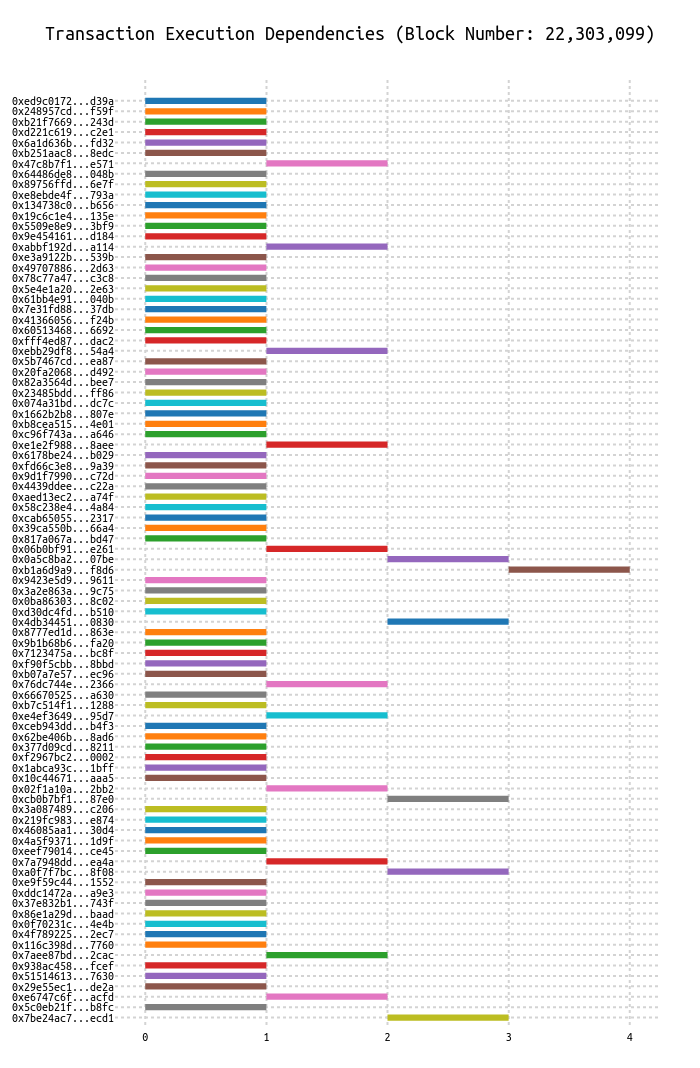 Transaction Execution Dependencies (Block Number: 22,303,099)
0xed9c0172...d39a
0x248957cd...f59f
0xb21f7669...243d
0xd221c619...c2e1
0x6a1d636b...fd32
0xb251aac8...8edc
0x47c8b7f1...e571
0x64486de8...048b
0x89756ffd...6e7f
0xe8ebde4f...793a
0x134738c0...b656
0x19c6c1e4...135e
0x5509e8e9...3bf9
0x9e454161...d184
0xabbf192d...a114
0xe3a9122b...539b
0x49707886...2d63
0x78c77a47...c3c8
0x5e4e1a20...2e63
0x61bb4e91...040b
0x7e31fd88...37db
0x41366056...f24b
0x60513468...6692
0xfff4ed87...dac2
0xebb29df8...54a4
0x5b7467cd...ea87
0x20fa2068...d492
0x82a3564d...bee7
0x23485bdd...ff86
0x074a31bd...dc7c
0x1662b2b8...807e
0xb8cea515...4e01
0xc96f743a...a646
0xe1e2f988...8aee
0x6178be24...b029
0xfd66c3e8...9a39
0x9d1f7990...c72d
0x4439ddee...c22a
0xaed13ec2...a74f
0x58c238e4...4a84
0xcab65055...2317
0x39ca550b...66a4
0x817a067a...bd47
0x06b0bf91...e261
0x0a5c8ba2...07be
0xb1a6d9a9...f8d6
0x9423e5d9...9611
0x3a2e863a...9c75
0x0ba86303...8c02
0xd30dc4fd...b510
0x4db34451...0830
0x8777ed1d...863e
0x9b1b68b6...fa20
0x7123475a...bc8f
0xf90f5cbb...8bbd
0xb07a7e57...ec96
0x76dc744e...2366
0x66670525...a630
0xb7c514f1...1288
0xe4ef3649...95d7
0xceb943dd...b4f3
0x62be406b...8ad6
0x377d09cd...8211
0xf2967bc2...0002
0x1abca93c...1bff
0x10c44671...aaa5
0x02f1a10a...2bb2
0xcb0b7bf1...87e0
0x3a087489...c206
0x219fc983...e874
0x46085aa1...30d4
0x4a5f9371...1d9f
0xeef79014...ce45
0x7a7948dd...ea4a
0xa0f7f7bc...8f08
0xe9f59c44...1552
0xddc1472a...a9e3
0x37e832b1...743f
0x86e1a29d...baad
0x0f70231c...4e4b
0x4f789225...2ec7
0x116c398d...7760
0x7aee87bd...2cac
0x938ac458...fcef
0x51514613...7630
0x29e55ec1...de2a
0xe6747c6f...acfd
0x5c0eb21f...b8fc
0x7be24ac7...ecd1
0 1 2 3 4